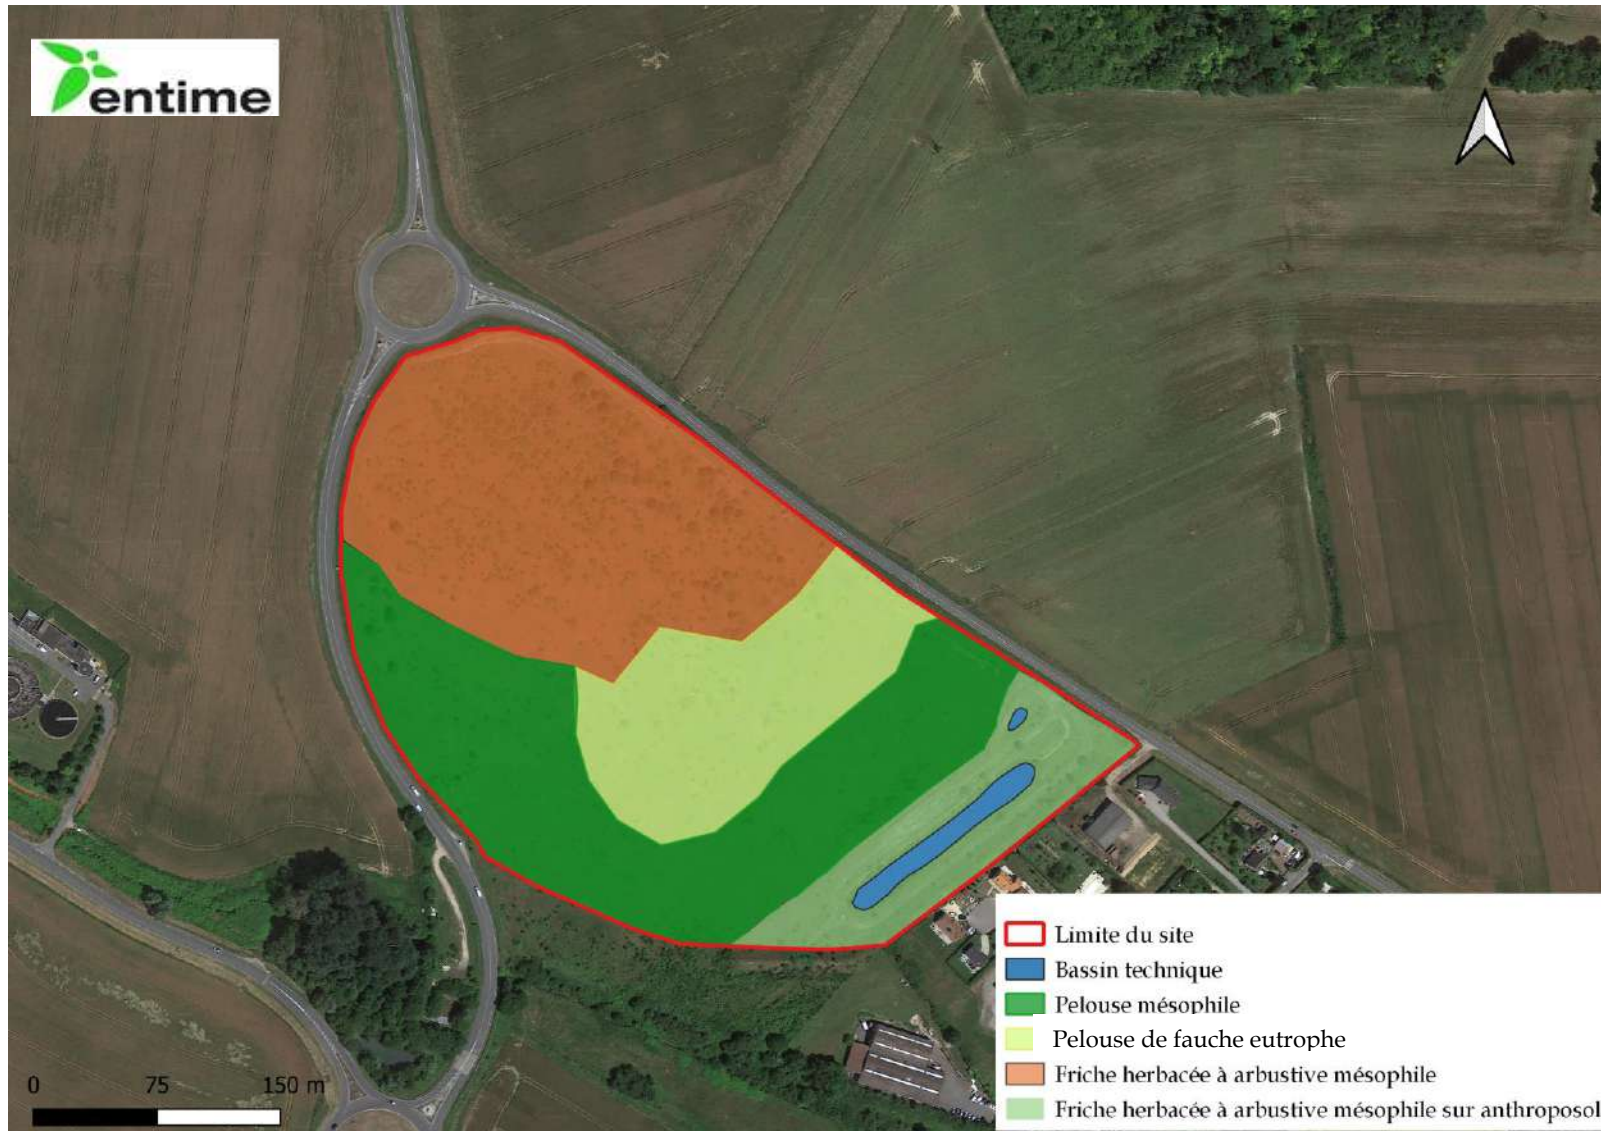 entime
Limite du site
Bassin technique
Pelouse mésophile
Pelouse de fauche eutrophe
Friche herbacée à arbustive mésophile
Friche herbacée à arbustive mésophile sur anthroposol
0 75 150 m